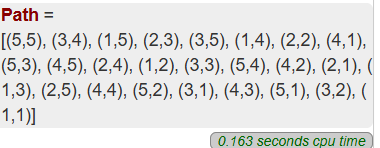 Path =
[(5,5), (3,4), (1,5), (2,3), (3,5), (1,4), (2,2), (4,1),
(5,3), (4,5), (2,4), (1,2), (3,3), (5,4), (4,2), (2,1), (
1,3), (2,5), (4,4), (5,2), (3,1), (4,3), (5,1), (3,2), (
1,1)]
0.163 seconds cpu time